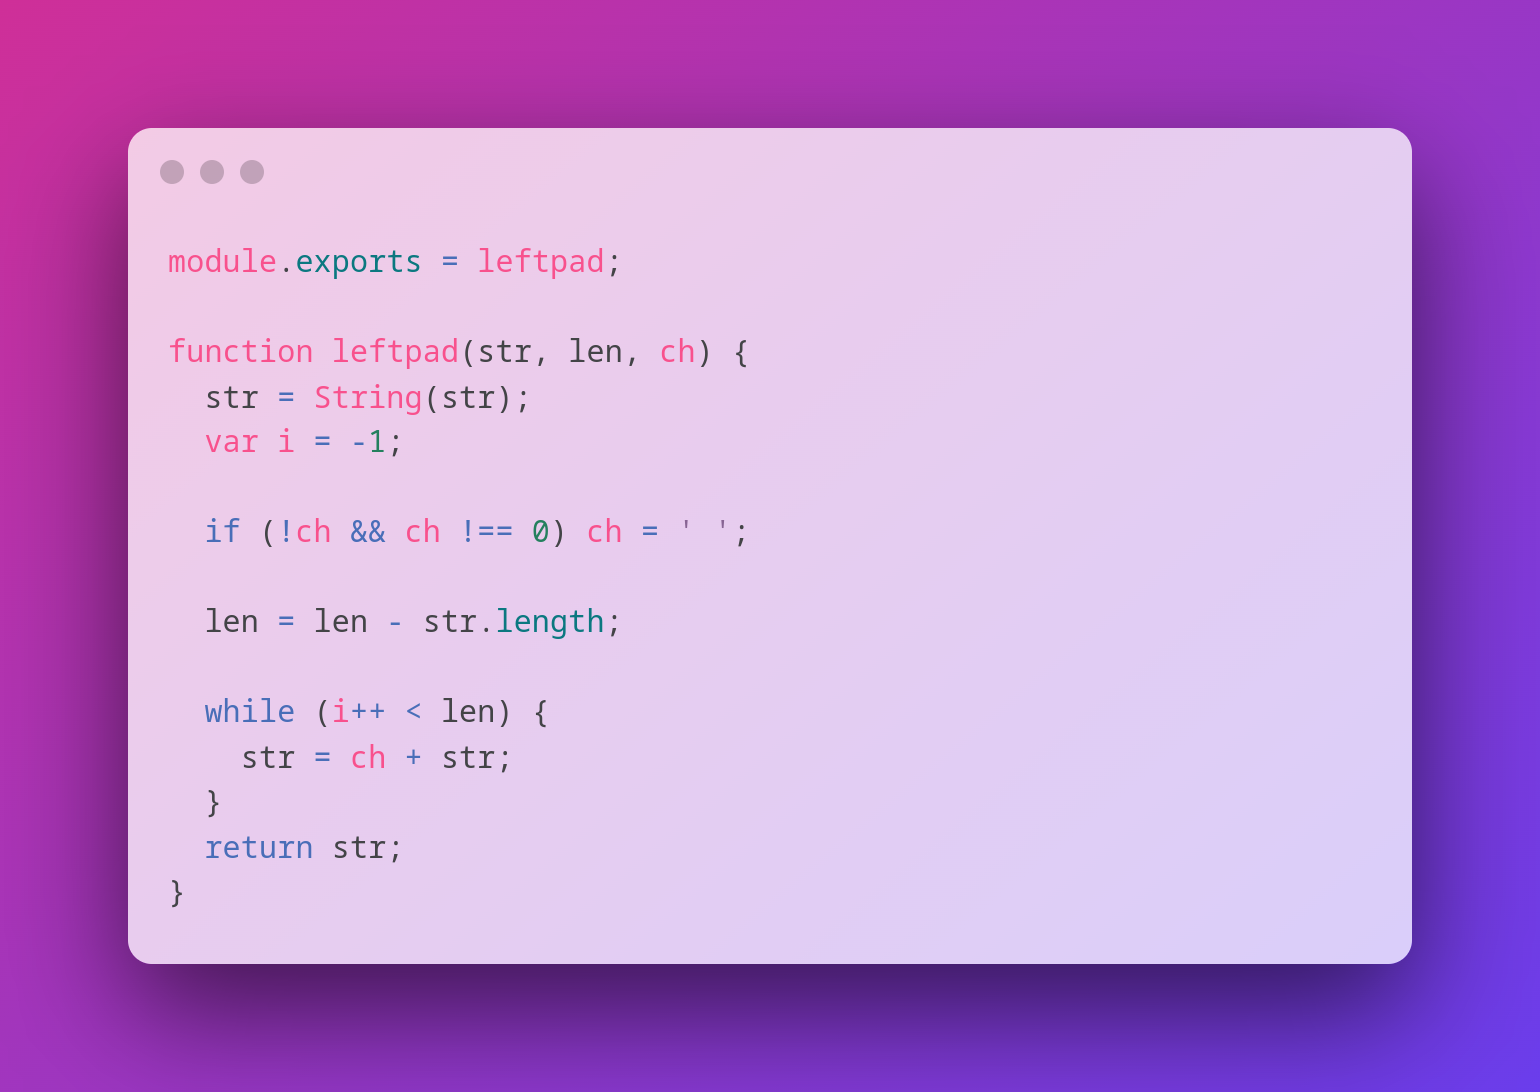 module.exports = leftpad;

function leftpad(str, len, ch) {
  str = String(str);
  var i = -1;

  if (!ch && ch !== 0) ch = ' ';

  len = len - str.length;

  while (i++ < len) {
    str = ch + str;
  }
  return str;
}